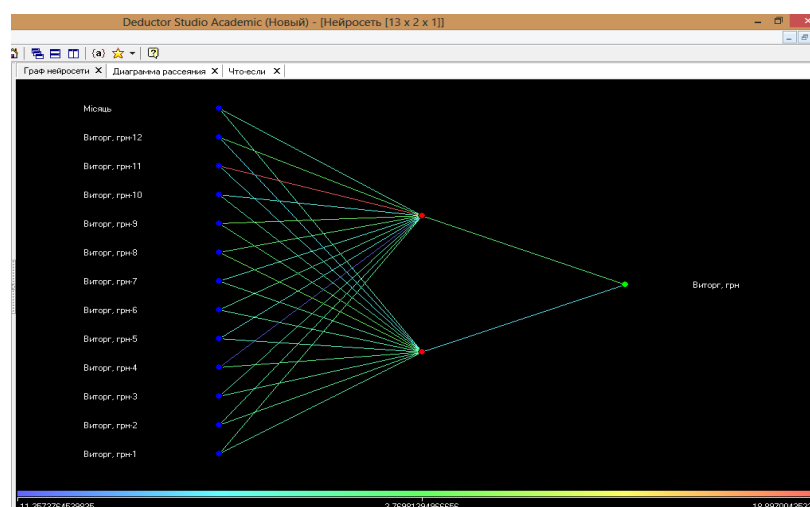 Deductor Studio Academic (Новый) - [Нейросеть [13 x 2 x 1]]
Граф нейросети X Диаграмма рассеяния X Что-если X
Місяць
Виторг, грн-12
Виторг, грн-11
Виторг, грн-10
Виторг, грн-9
Виторг, грн-8
Виторг, грн-7
Виторг, грн-6
Виторг, грн
Виторг, грн-5
Виторг, грн-4
Виторг, грн-3
Виторг, грн-2
Виторг, грн-1